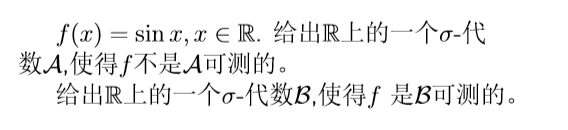 f(x) = sin x, x ∈ ℝ. 给出ℝ上的一个σ-代
数𝒜,使得f不是𝒜可测的。
给出ℝ上的一个σ-代数ℬ,使得f 是ℬ可测的。